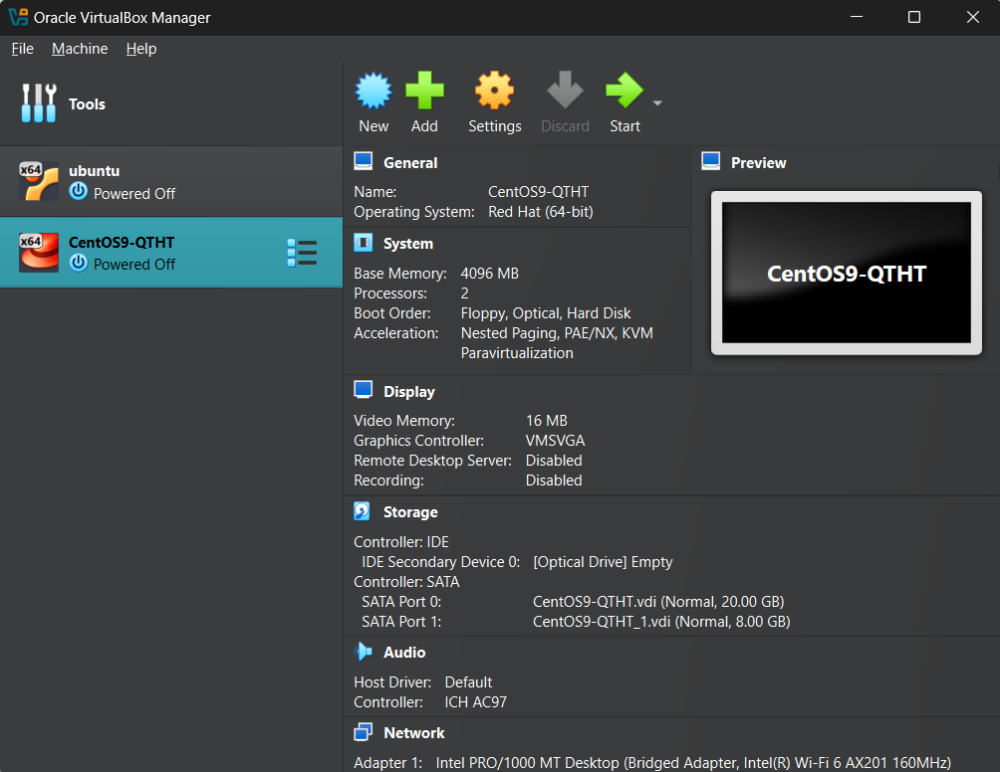 Oracle VirtualBox Manager
File Machine Help
Tools
New Add Settings Discard Start
x64 ubuntu
Powered Off
x64 CentOS9-QTHT
Powered Off
General
Name: CentOS9-QTHT
Operating System: Red Hat (64-bit)
System
Base Memory: 4096 MB
Processors: 2
Boot Order: Floppy, Optical, Hard Disk
Acceleration: Nested Paging, PAE/NX, KVM
Paravirtualization
Preview
CentOS9-QTHT
Display
Video Memory: 16 MB
Graphics Controller: VMSVGA
Remote Desktop Server: Disabled
Recording: Disabled
Storage
Controller: IDE
IDE Secondary Device 0: [Optical Drive] Empty
Controller: SATA
SATA Port 0: CentOS9-QTHT.vdi (Normal, 20.00 GB)
SATA Port 1: CentOS9-QTHT_1.vdi (Normal, 8.00 GB)
Audio
Host Driver: Default
Controller: ICH AC97
Network
Adapter 1: Intel PRO/1000 MT Desktop (Bridged Adapter, Intel(R) Wi-Fi 6 AX201 160MHz)